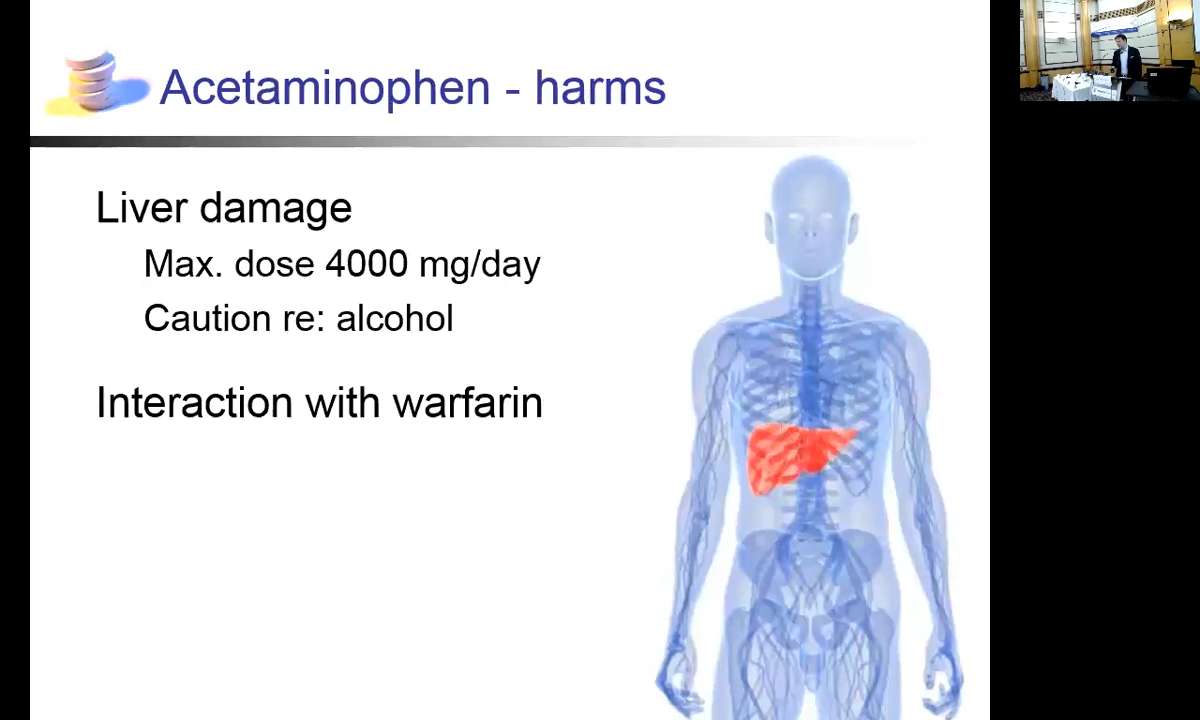 Acetaminophen - harms
Liver damage
Max. dose 4000 mg/day
Caution re: alcohol
Interaction with warfarin